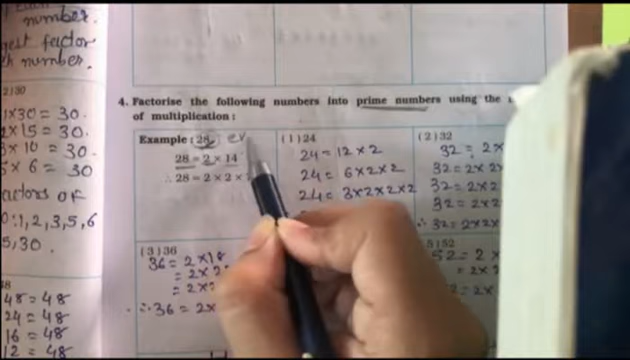 number.
factor
number.
2)30
1×30 = 30.
2×15 = 30.
3×10 = 30.
5×6 = 30
factors of
0:1,2,3,5,6
5,30.
48 = 48
24 = 48
16 = 48
12 = 48
4. Factorise the following numbers into prime numbers using the
of multiplication :
Example : 28
28 = 2 × 14
∴ 28 = 2 × 2 ×
(1) 24
24 = 12×2
24 = 6×2×2
24 = 3×2×2×2
(2) 32
32 = 2×
32 = 2×2
32 = 2×2×
32 = 2×2
∴ 32 = 2×2×
(3) 36
36 = 2×18
= 2×2
= 2×
∴ 36 = 2×
5) 52
52 = 2×
= 2×
= 2×